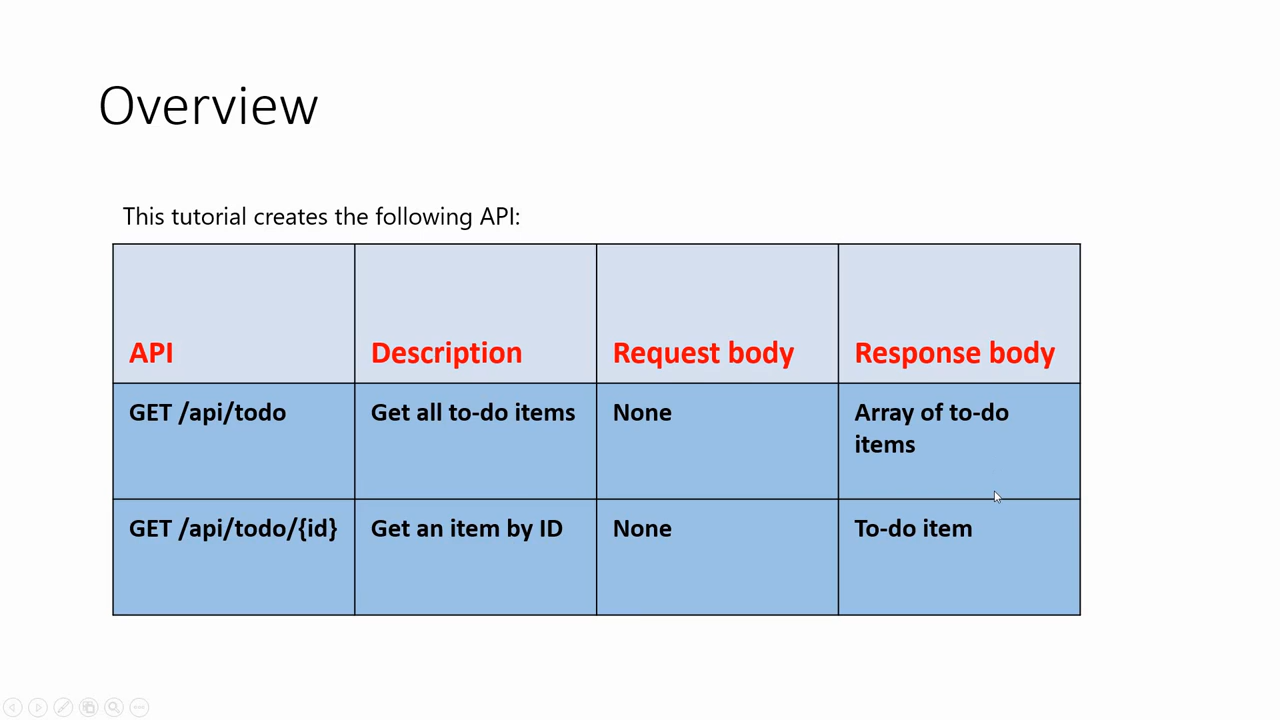 Overview
This tutorial creates the following API:
API Description Request body Response body
GET /api/todo Get all to-do items None Array of to-do
items
GET /api/todo/{id} Get an item by ID None To-do item